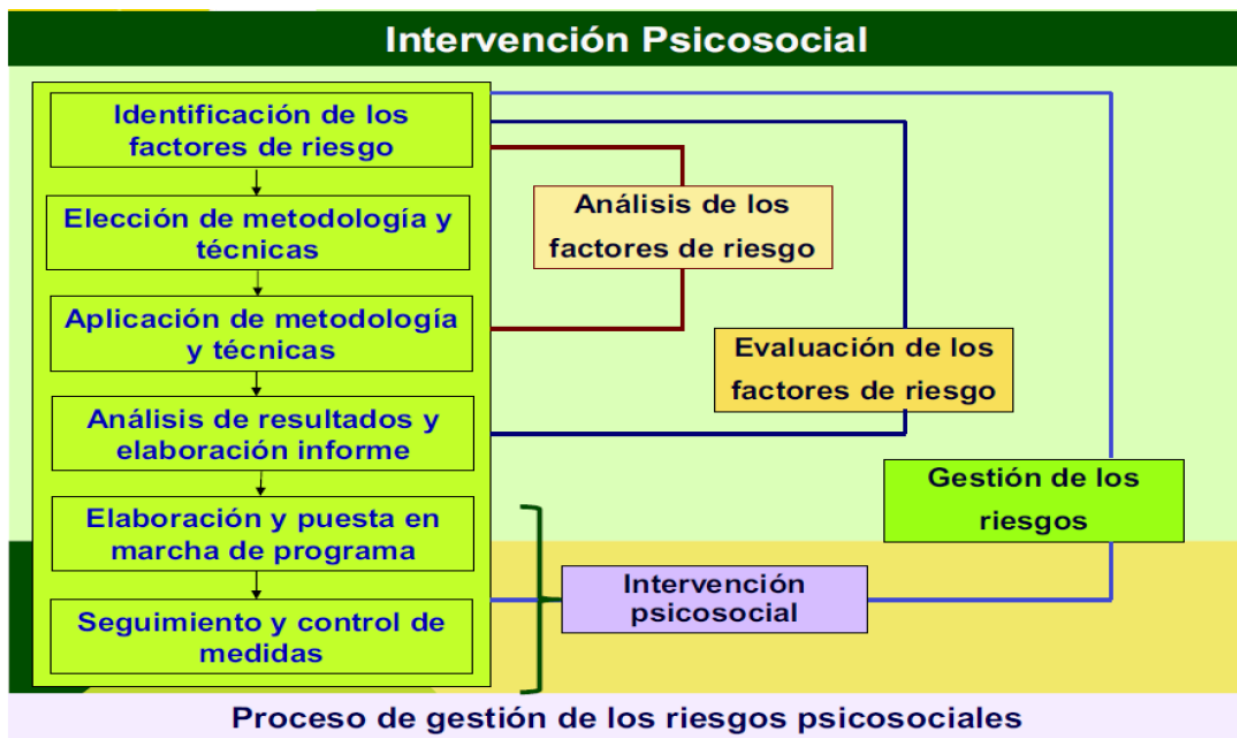 Intervención Psicosocial
Identificación de los
factores de riesgo
Elección de metodología y
técnicas
Aplicación de metodología
y técnicas
Análisis de resultados y
elaboración informe
Elaboración y puesta en
marcha de programa
Seguimiento y control de
medidas
Análisis de los
factores de riesgo
Evaluación de los
factores de riesgo
Gestión de los
riesgos
Intervención
psicosocial
Proceso de gestión de los riesgos psicosociales